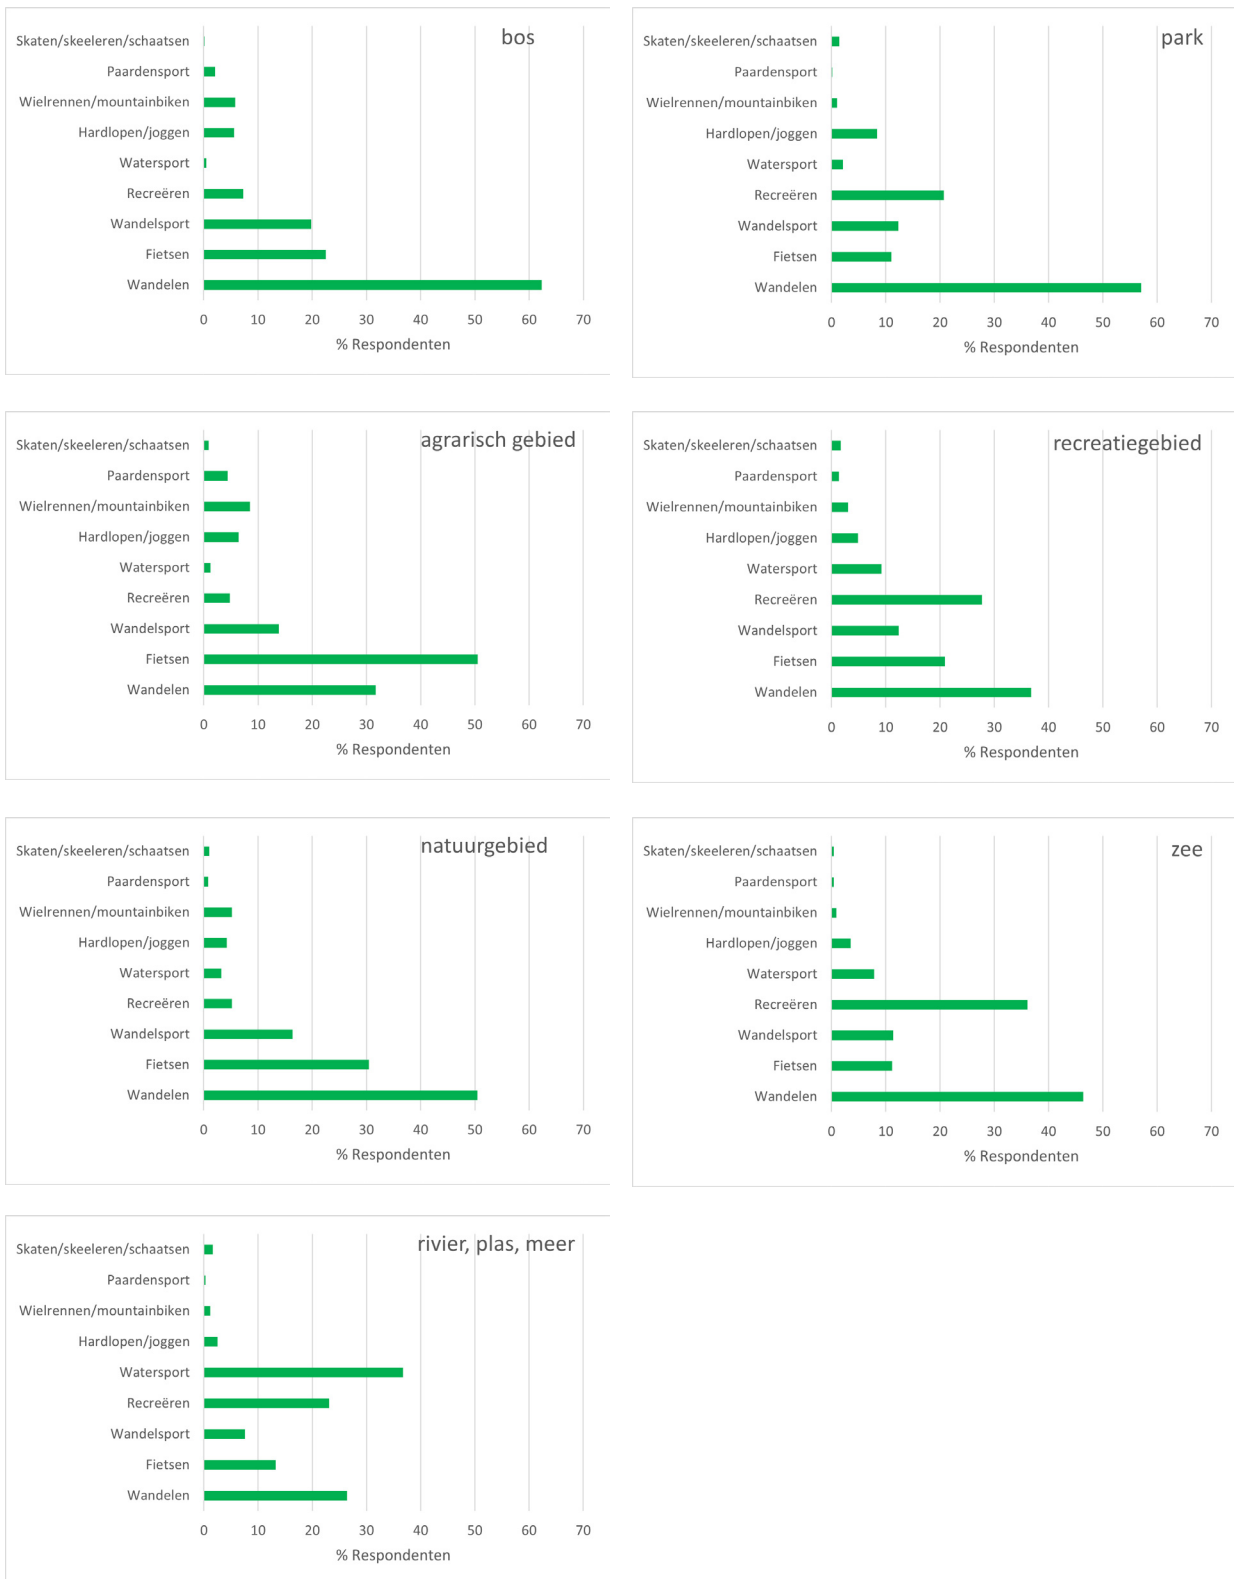 bos
Skaten/skeeleren/schaatsen
Paardensport
Wielrennen/mountainbiken
Hardlopen/joggen
Watersport
Recreëren
Wandelsport
Fietsen
Wandelen
0 10 20 30 40 50 60 70
% Respondenten
park
Skaten/skeeleren/schaatsen
Paardensport
Wielrennen/mountainbiken
Hardlopen/joggen
Watersport
Recreëren
Wandelsport
Fietsen
Wandelen
0 10 20 30 40 50 60 70
% Respondenten
agrarisch gebied
Skaten/skeeleren/schaatsen
Paardensport
Wielrennen/mountainbiken
Hardlopen/joggen
Watersport
Recreëren
Wandelsport
Fietsen
Wandelen
0 10 20 30 40 50 60 70
% Respondenten
recreatiegebied
Skaten/skeeleren/schaatsen
Paardensport
Wielrennen/mountainbiken
Hardlopen/joggen
Watersport
Recreëren
Wandelsport
Fietsen
Wandelen
0 10 20 30 40 50 60 70
% Respondenten
natuurgebied
Skaten/skeeleren/schaatsen
Paardensport
Wielrennen/mountainbiken
Hardlopen/joggen
Watersport
Recreëren
Wandelsport
Fietsen
Wandelen
0 10 20 30 40 50 60 70
% Respondenten
zee
Skaten/skeeleren/schaatsen
Paardensport
Wielrennen/mountainbiken
Hardlopen/joggen
Watersport
Recreëren
Wandelsport
Fietsen
Wandelen
0 10 20 30 40 50 60 70
% Respondenten
rivier, plas, meer
Skaten/skeeleren/schaatsen
Paardensport
Wielrennen/mountainbiken
Hardlopen/joggen
Watersport
Recreëren
Wandelsport
Fietsen
Wandelen
0 10 20 30 40 50 60 70
% Respondenten